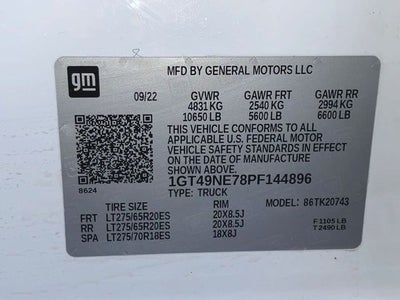 gm
MFD BY GENERAL MOTORS LLC
09/22 GVWR GAWR FRT GAWR RR
4831 KG 2540 KG 2994 KG
10650 LB 5600 LB 6600 LB
THIS VEHICLE CONFORMS TO ALL
APPLICABLE U.S. FEDERAL MOTOR
VEHICLE SAFETY STANDARDS IN EFFECT
ON THE DATE OF MANUFACTURE SHOWN ABOVE.
8624
1GT49NE78PF144896
TYPE: TRUCK
TIRE SIZE RIM MODEL: 86TK20743
FRT LT275/65R20ES 20X8.5J F 1105 LB
RR LT275/65R20ES 20X8.5J T 2490 LB
SPA LT275/70R18ES 18X8J